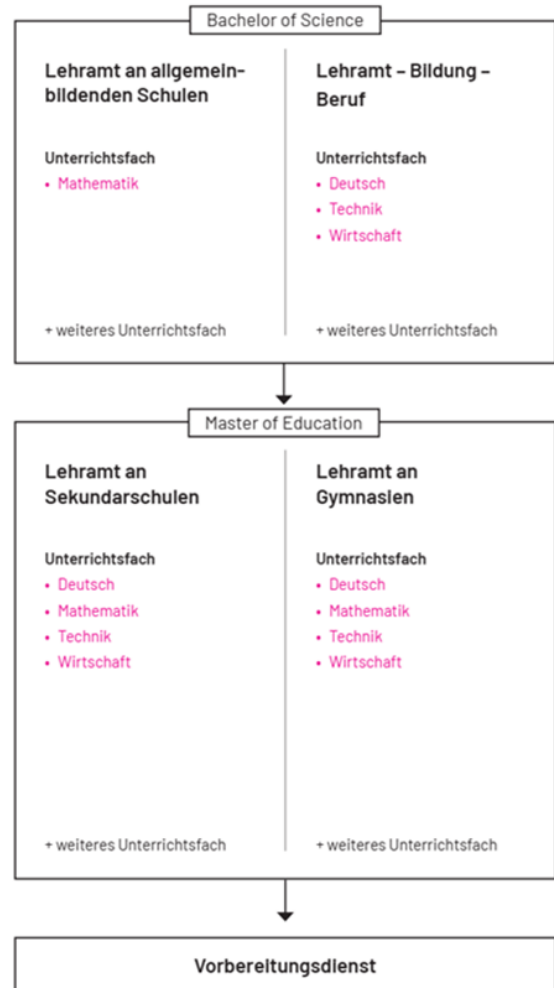 Bachelor of Science
Lehramt an allgemein-
bildenden Schulen
Unterrichtsfach
• Mathematik
+ weiteres Unterrichtsfach
Lehramt – Bildung –
Beruf
Unterrichtsfach
• Deutsch
• Technik
• Wirtschaft
+ weiteres Unterrichtsfach
Master of Education
Lehramt an
Sekundarschulen
Unterrichtsfach
• Deutsch
• Mathematik
• Technik
• Wirtschaft
+ weiteres Unterrichtsfach
Lehramt an
Gymnasien
Unterrichtsfach
• Deutsch
• Mathematik
• Technik
• Wirtschaft
+ weiteres Unterrichtsfach
Vorbereitungsdienst